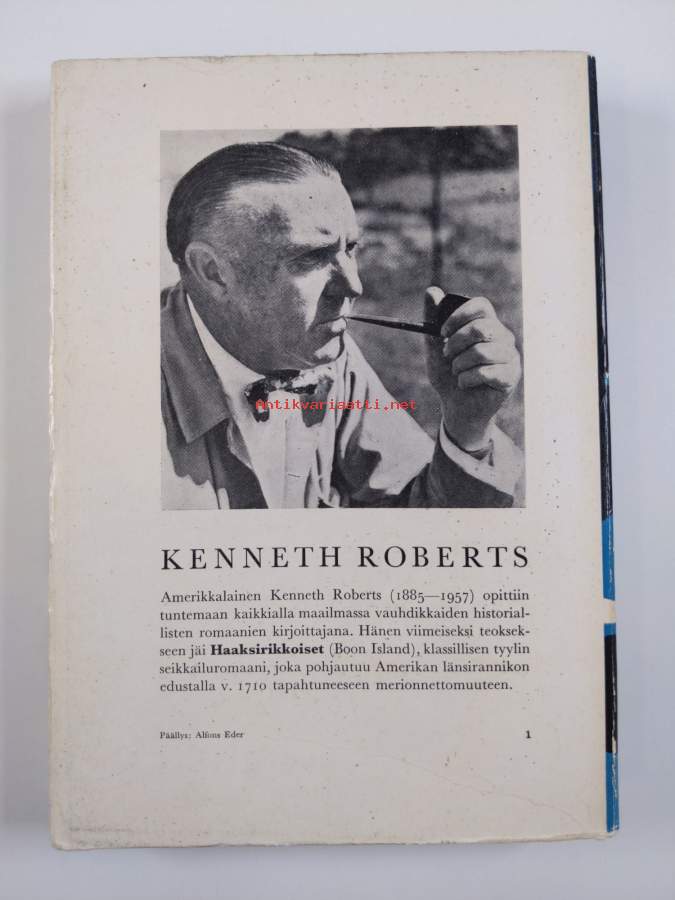 Antikvariaatti.net
KENNETH ROBERTS
Amerikkalainen Kenneth Roberts (1885—1957) opittiin
tuntemaan kaikkialla maailmassa vauhdikkaiden historial-
listen romaanien kirjoittajana. Hänen viimeiseksi teoksek-
seen jäi Haaksirikkoiset (Boon Island), klassillisen tyylin
seikkailuromaani, joka pohjautuu Amerikan länsirannikon
edustalla v. 1710 tapahtuneeseen merionnettomuuteen.
Päällys: Alfons Eder 1